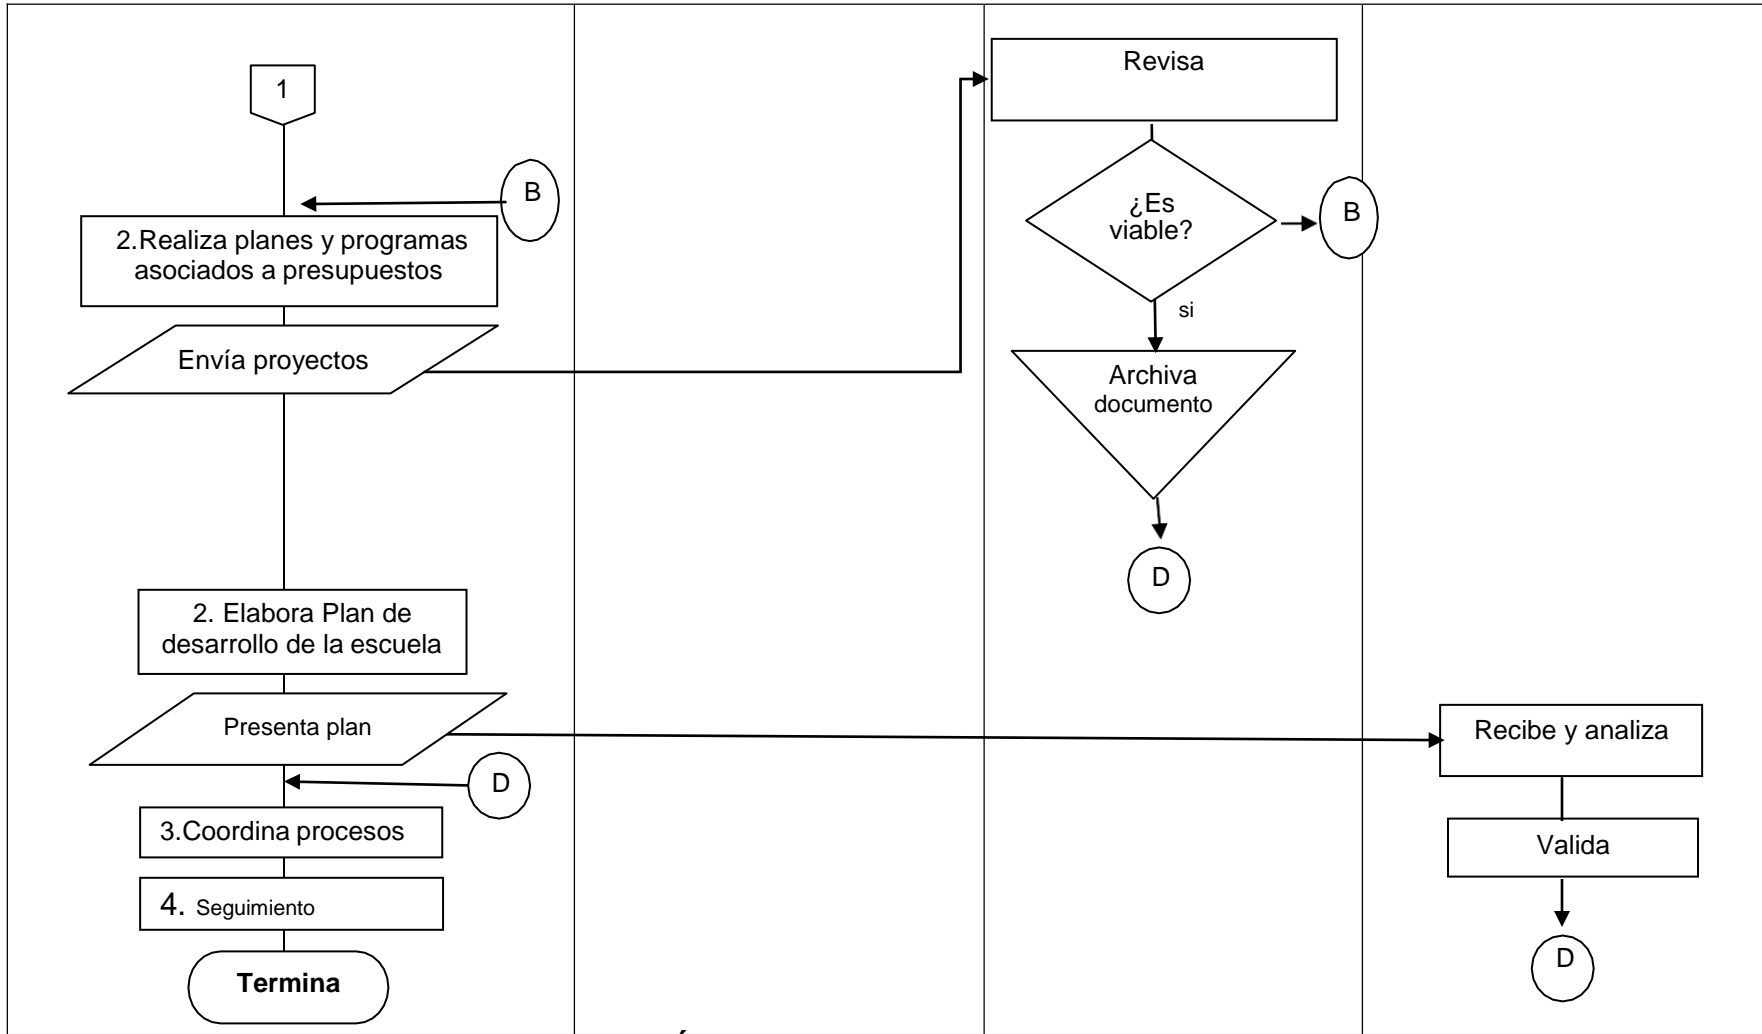 1
B
2.Realiza planes y programas
asociados a presupuestos
Envía proyectos
2. Elabora Plan de
desarrollo de la escuela
Presenta plan
D
3.Coordina procesos
4. Seguimiento
Termina
Revisa
¿Es
viable?
B
si
Archiva
documento
D
Recibe y analiza
Valida
D